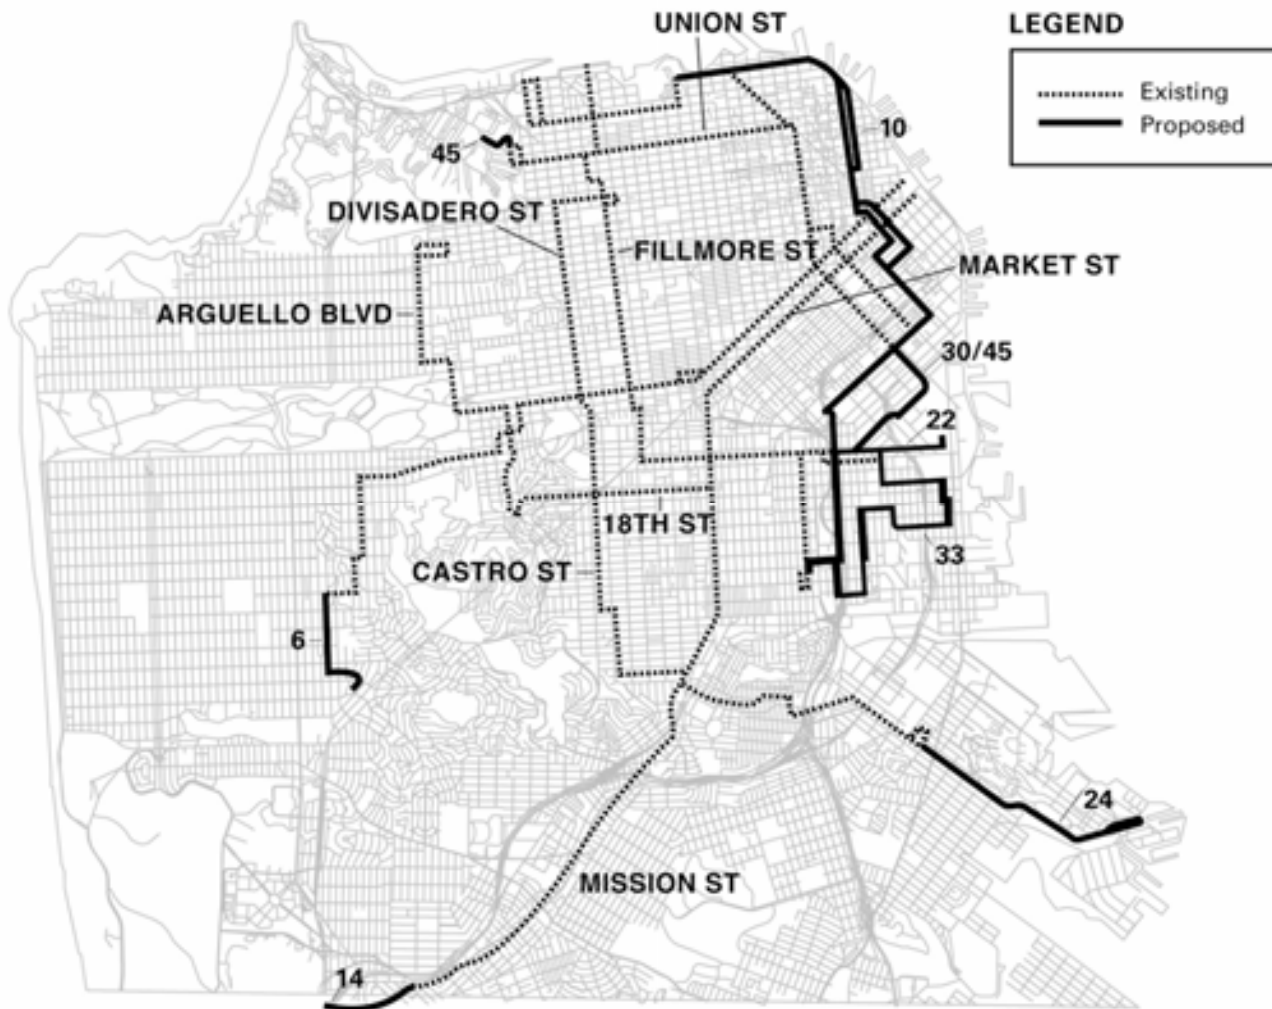 UNION ST
LEGEND
Existing
Proposed
10
45
DIVISADERO ST
FILLMORE ST
MARKET ST
ARGUELLO BLVD
30/45
22
18TH ST
33
CASTRO ST
6
24
MISSION ST
14